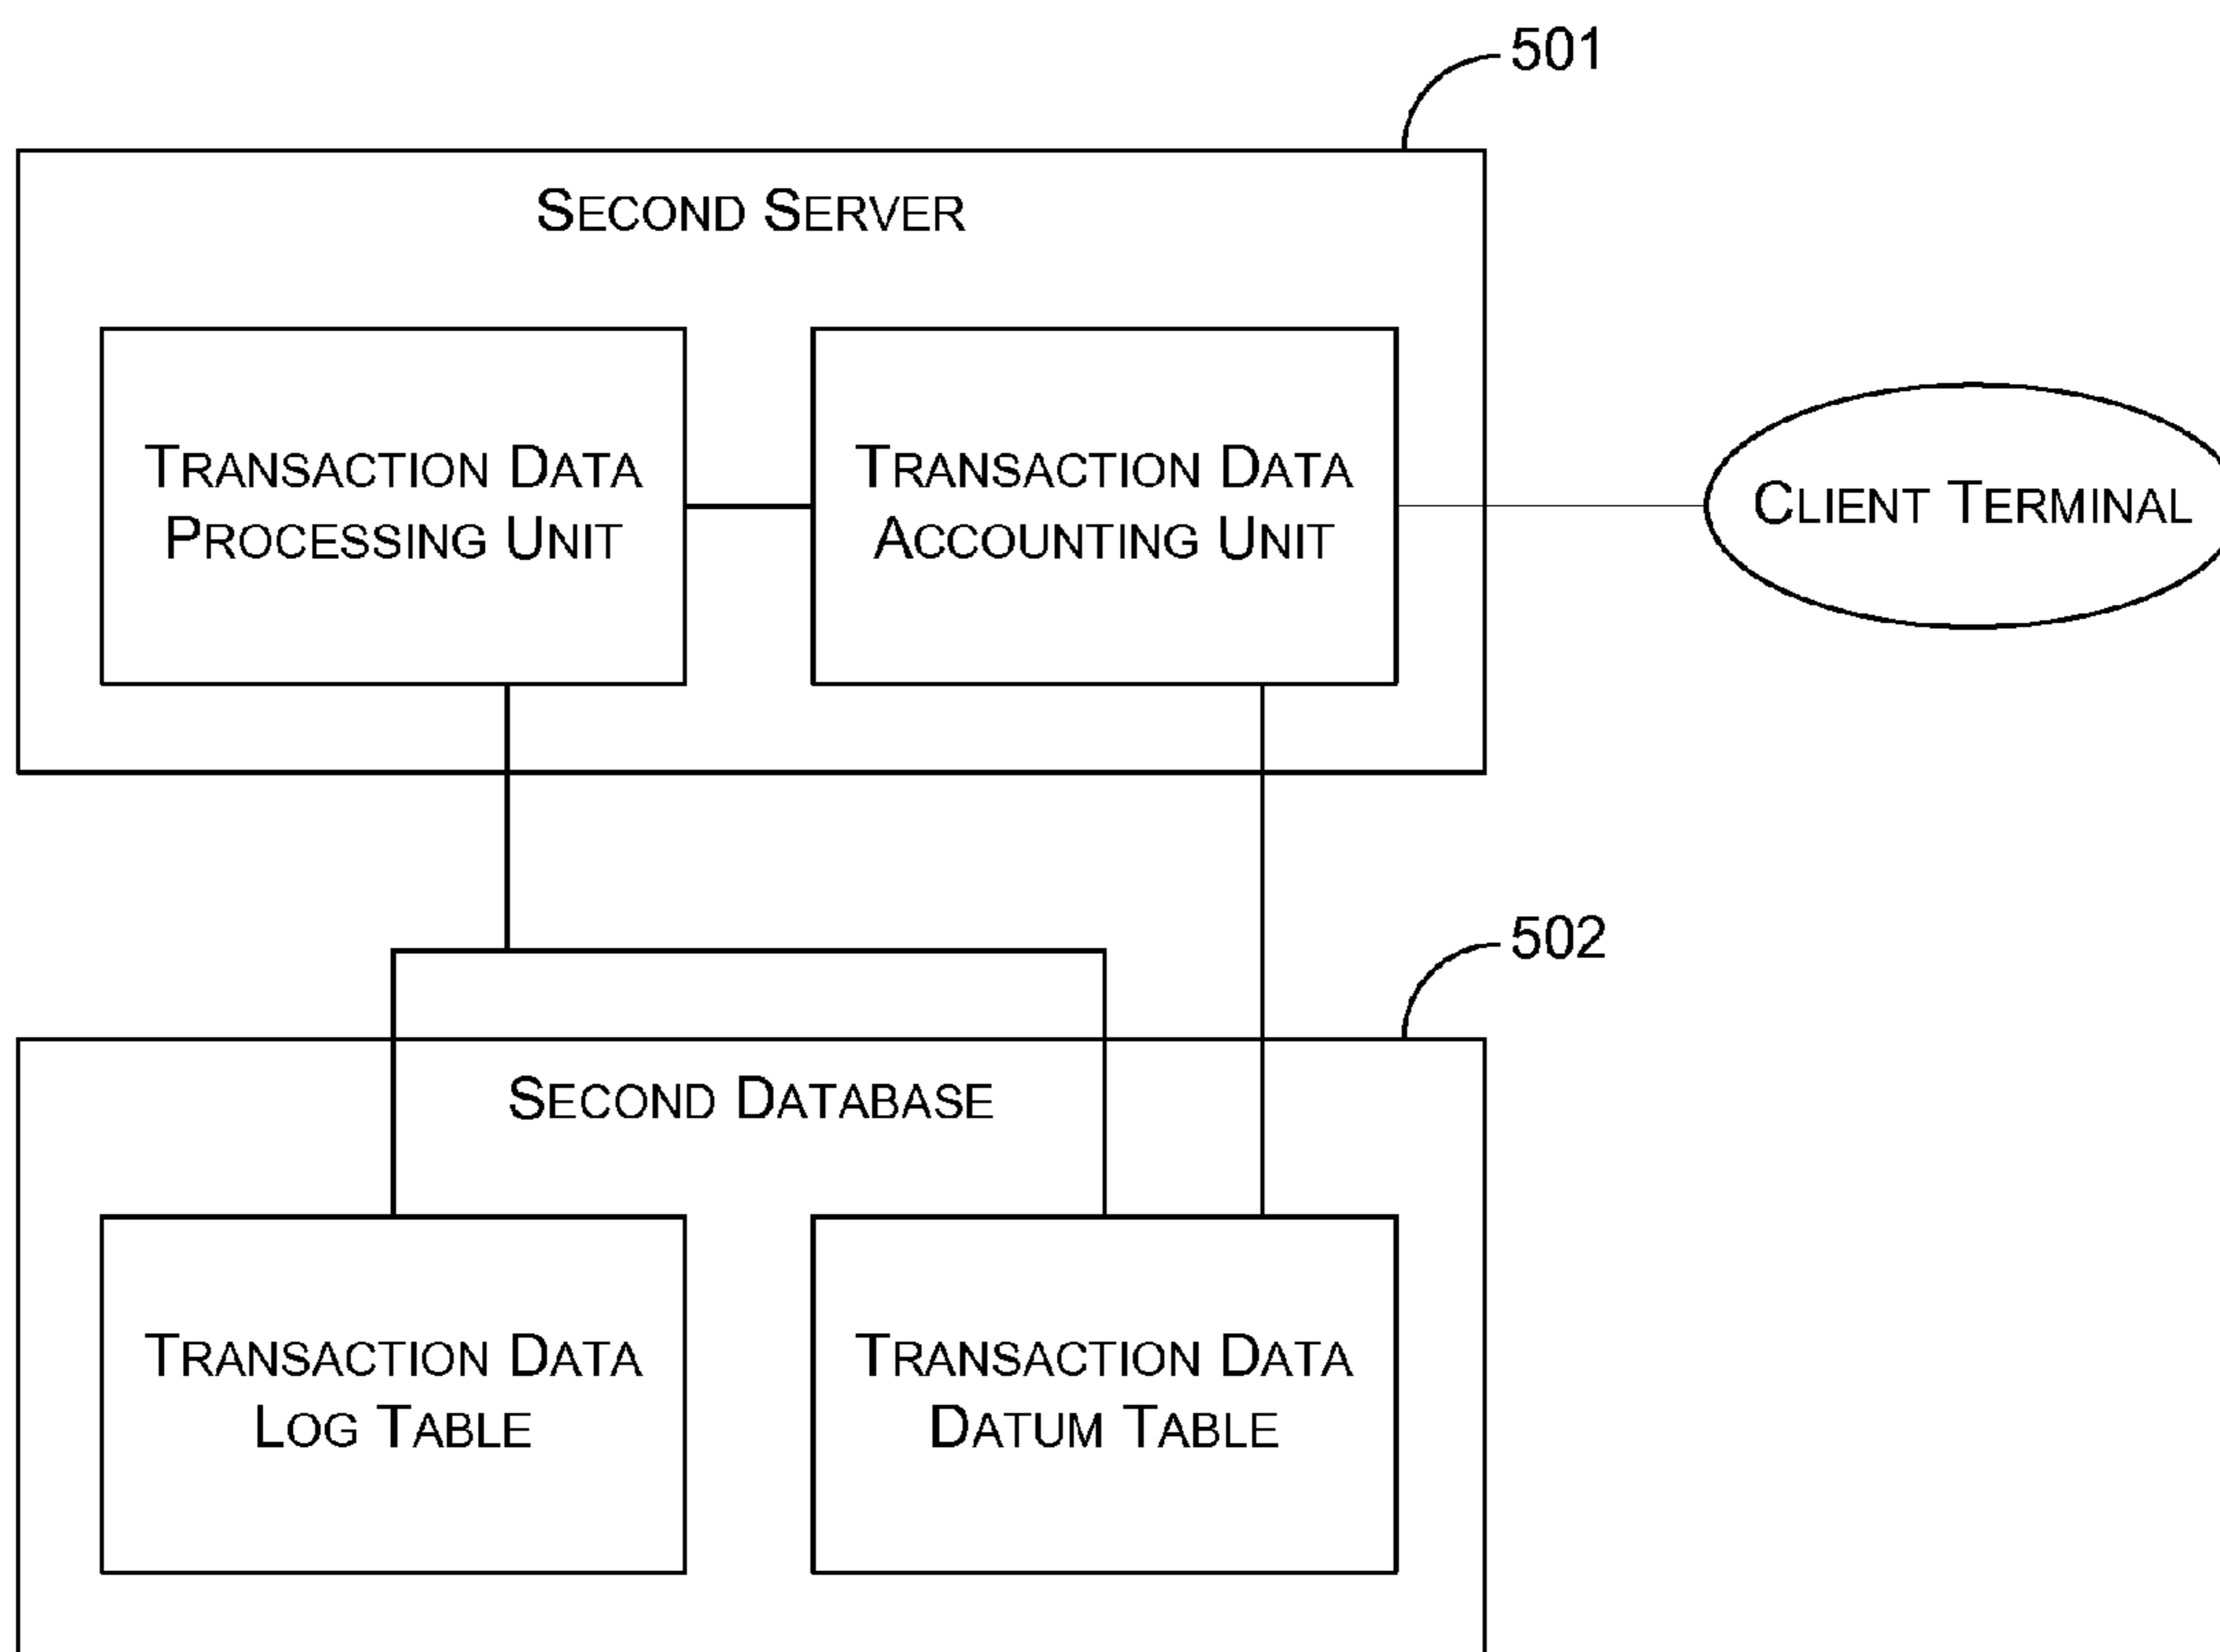 501
SECOND SERVER
TRANSACTION DATA
PROCESSING UNIT
TRANSACTION DATA
ACCOUNTING UNIT
CLIENT TERMINAL
502
SECOND DATABASE
TRANSACTION DATA
LOG TABLE
TRANSACTION DATA
DATUM TABLE